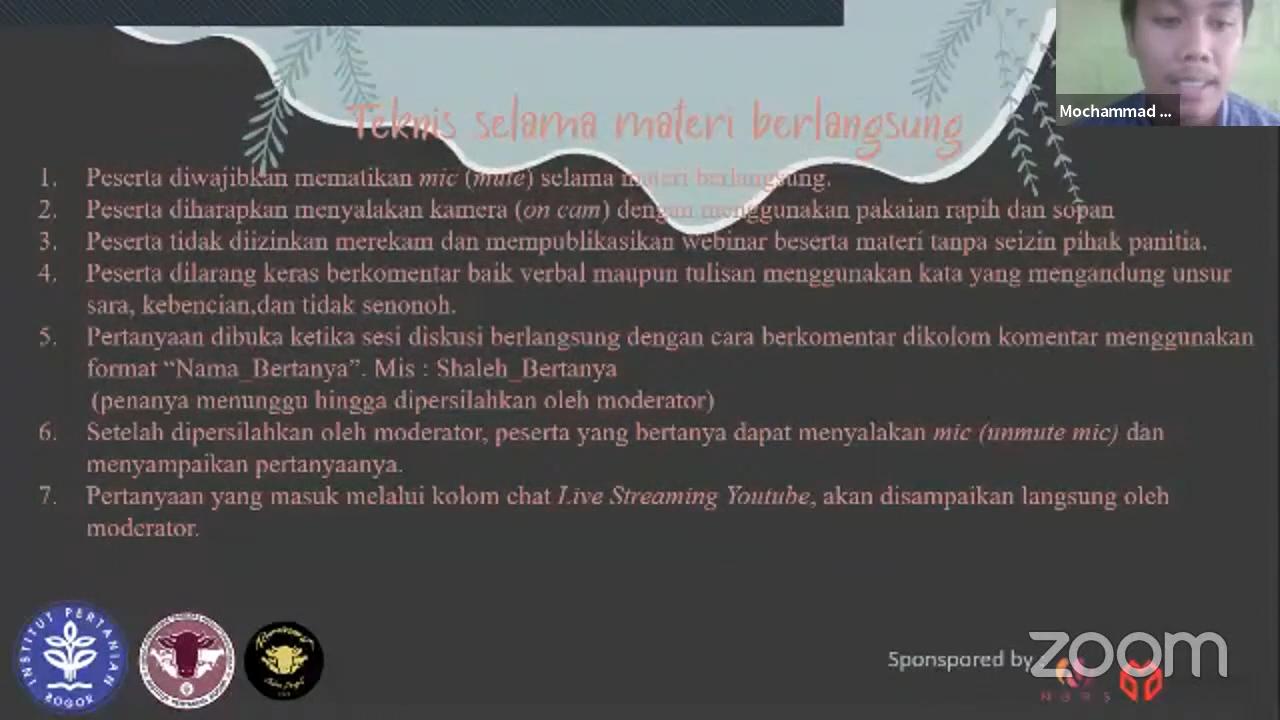 Mochammad ...
Teknis selama materi berlangsung
1. Peserta diwajibkan mematikan mic (mute) selama materi berlangsung.
2. Peserta diharapkan menyalakan kamera (on cam) dengan menggunakan pakaian rapih dan sopan
3. Peserta tidak diizinkan merekam dan mempublikasikan webinar beserta materi tanpa seizin pihak panitia.
4. Peserta dilarang keras berkomentar baik verbal maupun tulisan menggunakan kata yang mengandung unsur
sara, kebencian,dan tidak senonoh.
5. Pertanyaan dibuka ketika sesi diskusi berlangsung dengan cara berkomentar dikolom komentar menggunakan
format “Nama_Bertanya”. Mis : Shaleh_Bertanya
(penanya menunggu hingga dipersilahkan oleh moderator)
6. Setelah dipersilahkan oleh moderator, peserta yang bertanya dapat menyalakan mic (unmute mic) dan
menyampaikan pertanyaanya.
7. Pertanyaan yang masuk melalui kolom chat Live Streaming Youtube, akan disampaikan langsung oleh
moderator.
INSTITUT PERTANIAN
BOGOR
Sponspared by
zoom